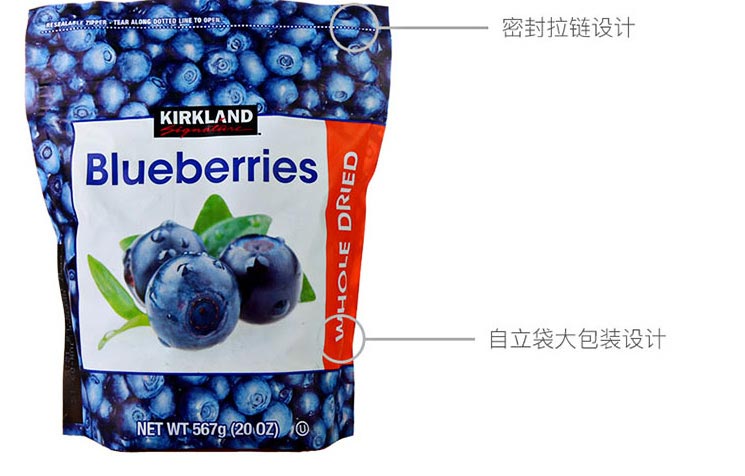 RESEALABLE ZIPPER - TEAR ALONG DOTTED LINE TO OPEN
密封拉链设计
KIRKLAND
Signature
Blueberries
WHOLE DRIED
自立袋大包装设计
NET WT 567g (20 OZ) U